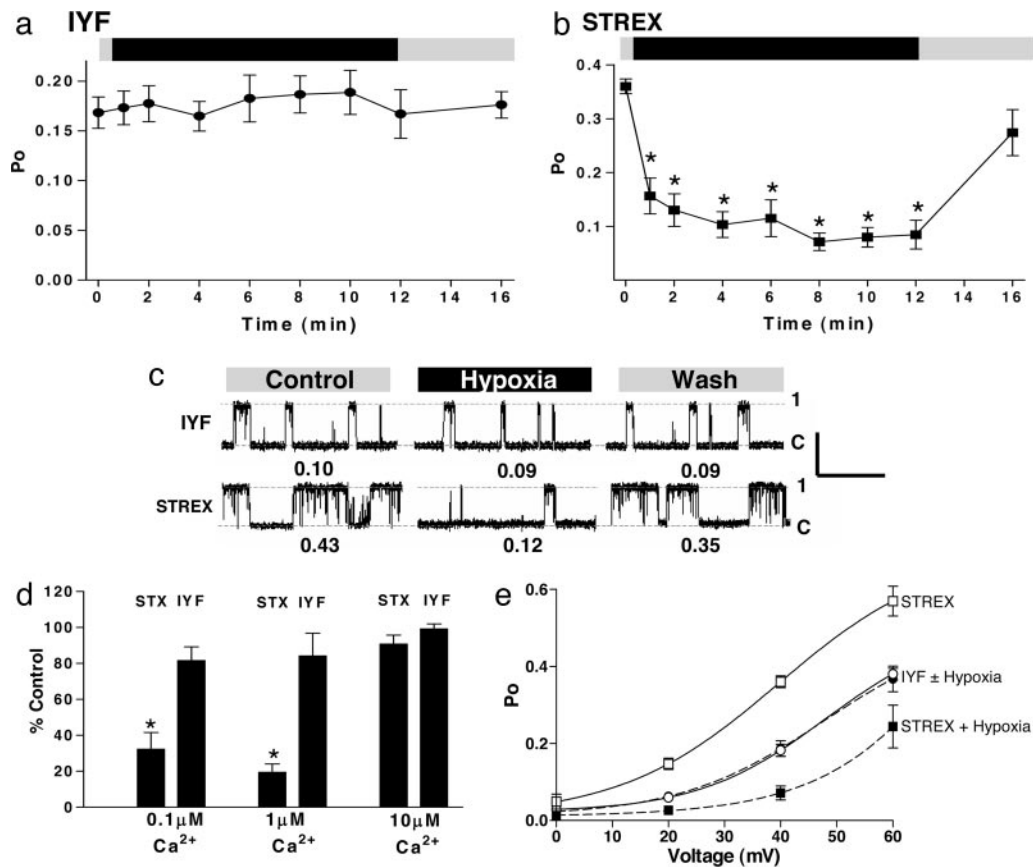 a IYF
0.20
0.15
0.10
0.05
0.00
Po
0 2 4 6 8 10 12 14 16
Time (min)
b STREX
0.4
0.3
0.2
0.1
Po
* * * * * * *
0 2 4 6 8 10 12 14 16
Time (min)
c
Control Hypoxia Wash
IYF
1
C
0.10 0.09 0.09
STREX
1
C
0.43 0.12 0.35
d
120
100
80
60
40
20
0
% Control
STX IYF STX IYF STX IYF
* *
0.1µM 1µM 10µM
Ca2+ Ca2+ Ca2+
e
0.6
0.4
0.2
0.0
Po
STREX
IYF ± Hypoxia
STREX + Hypoxia
0 20 40 60
Voltage (mV)